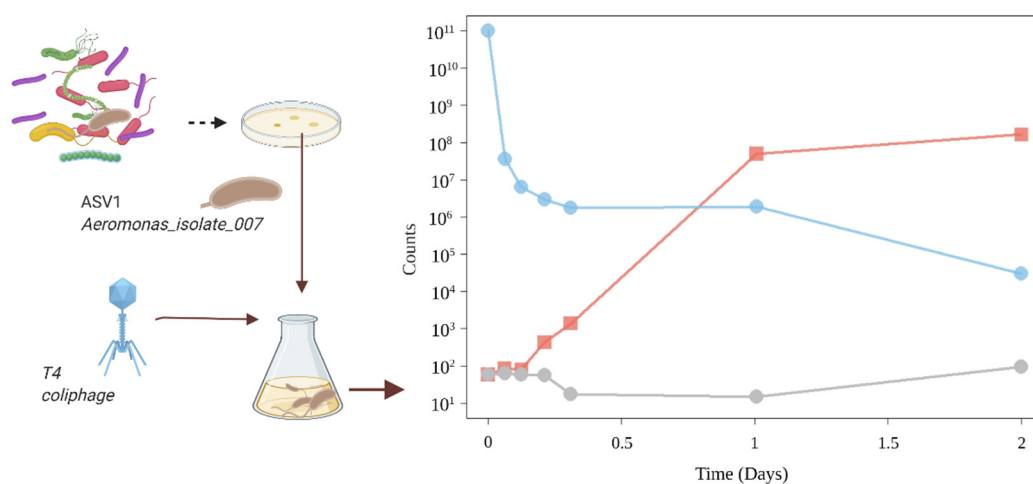 ASV1
Aeromonas_isolate_007
T4
coliphage
Counts
10¹¹
10¹⁰
10⁹
10⁸
10⁷
10⁶
10⁵
10⁴
10³
10²
10¹
0
0.5
1
1.5
2
Time (Days)